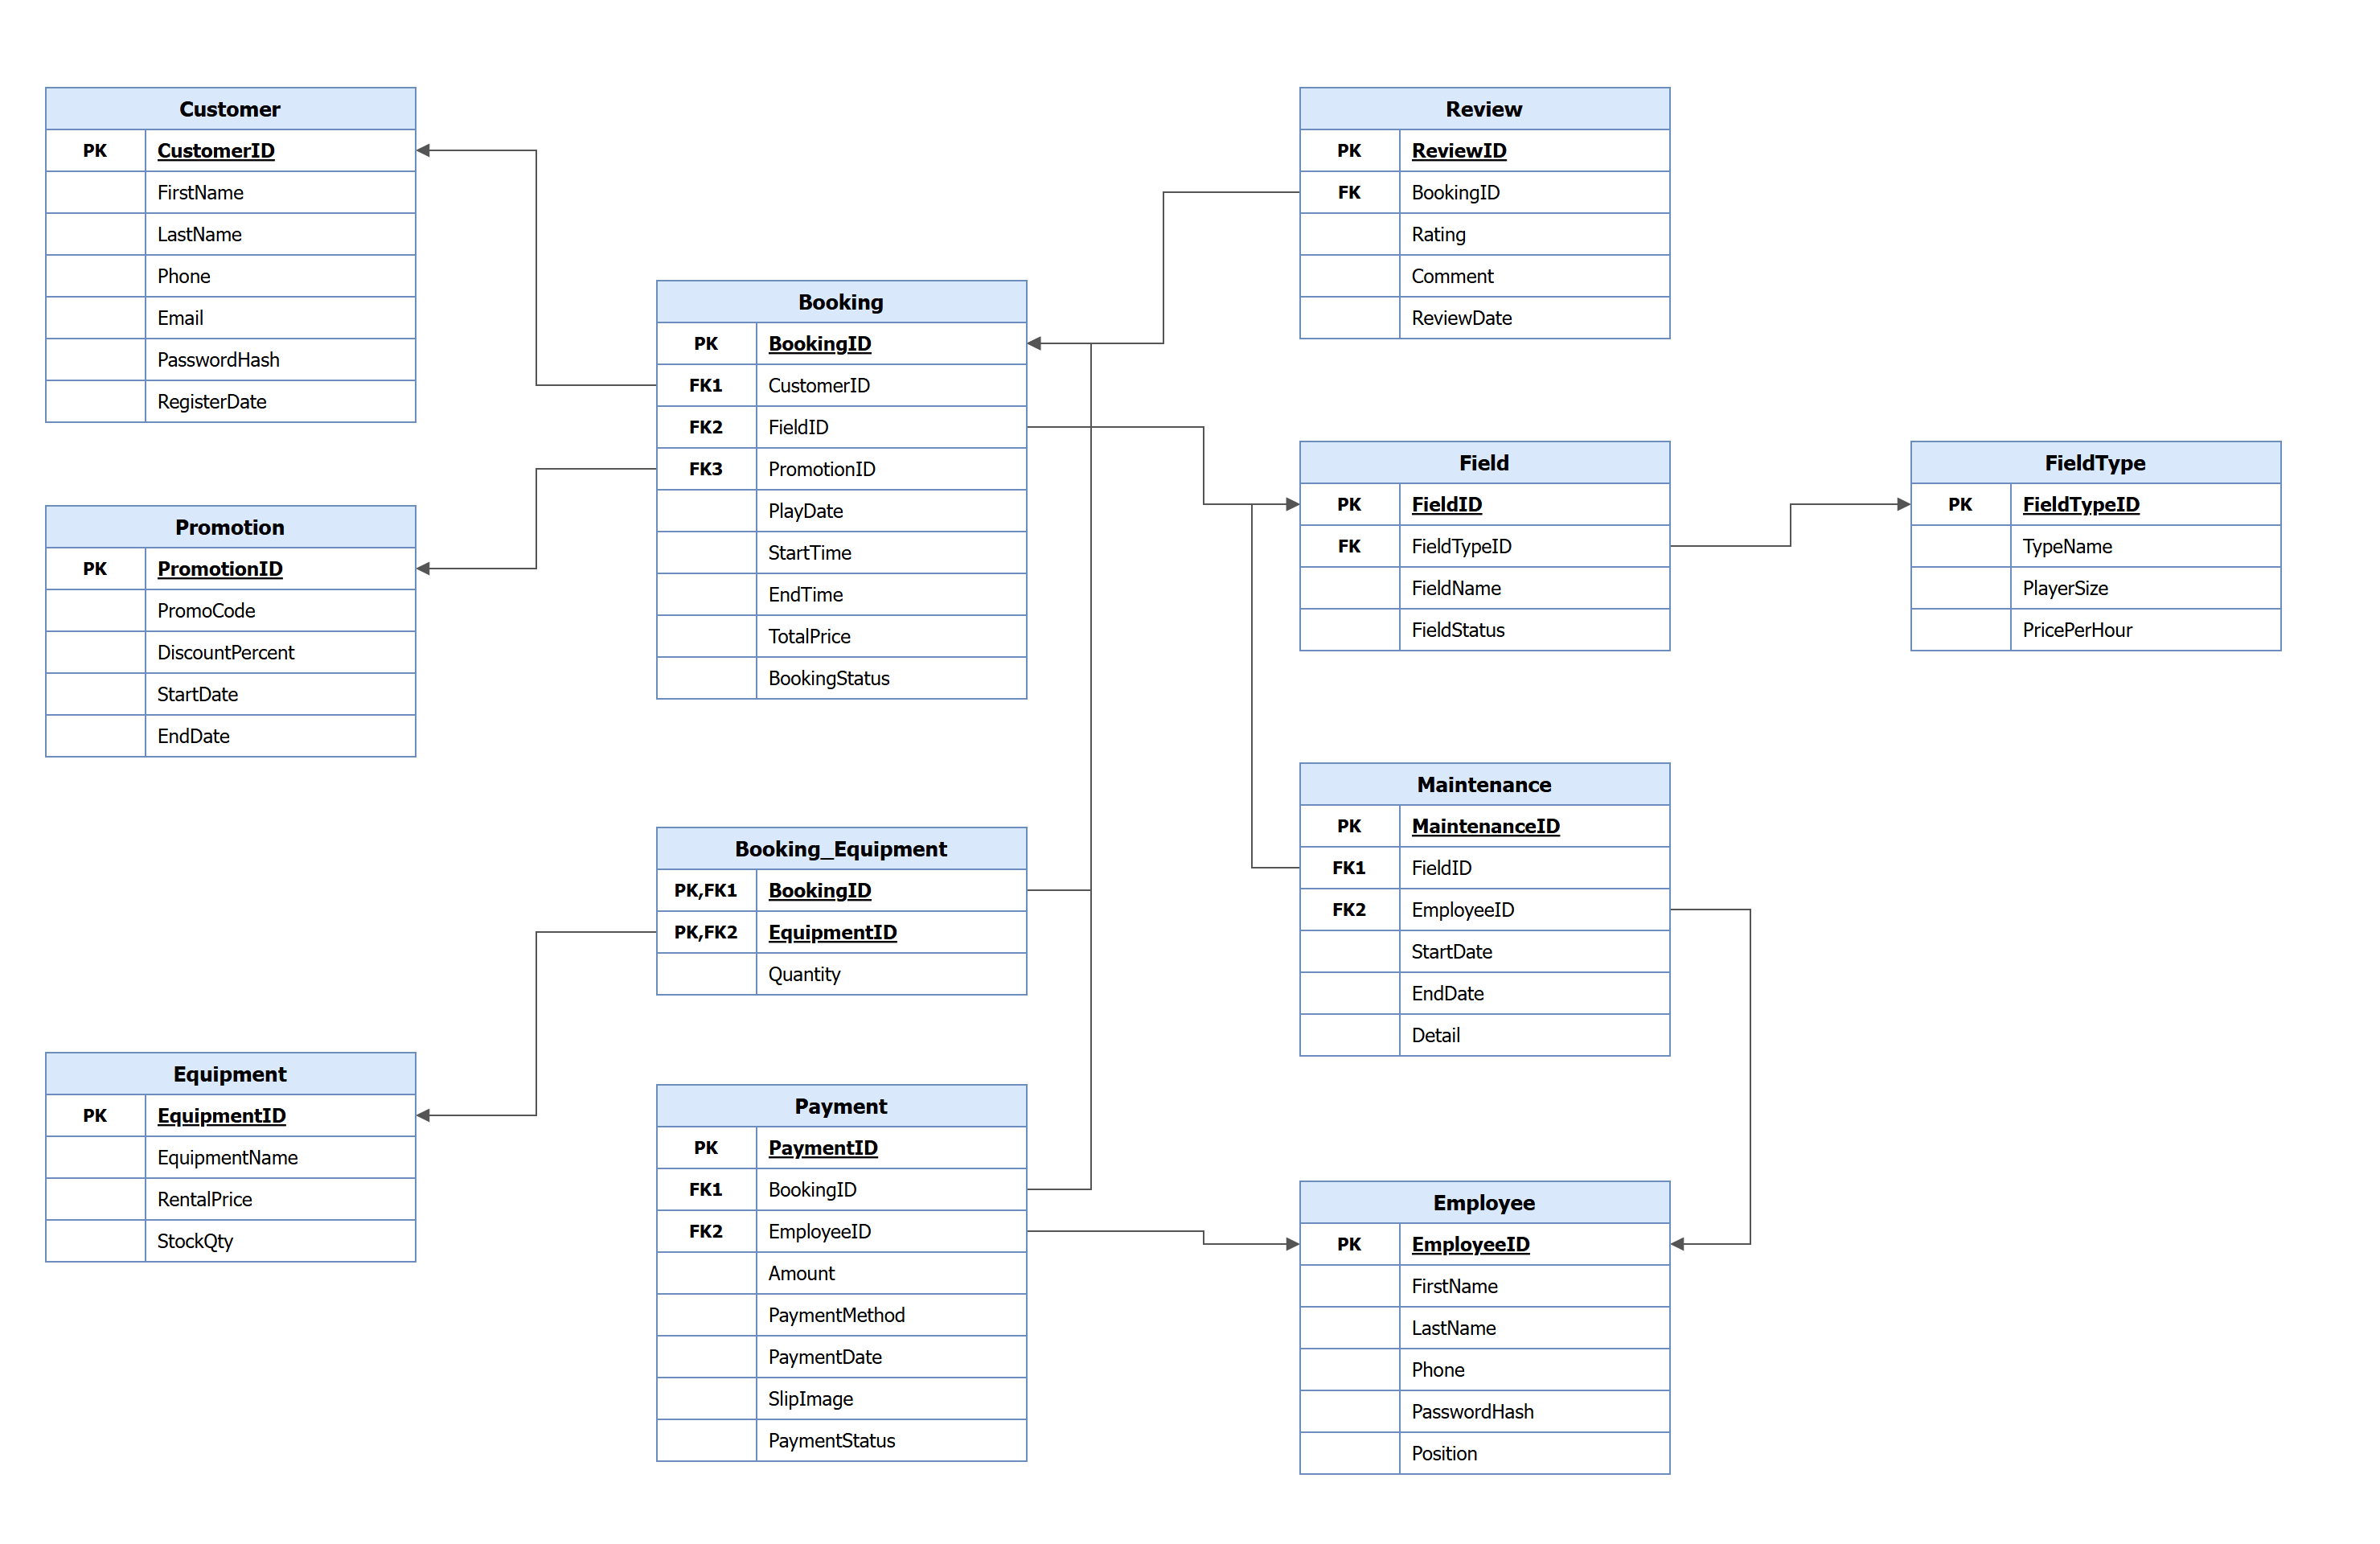 Customer
PK CustomerID
FirstName
LastName
Phone
Email
PasswordHash
RegisterDate
Promotion
PK PromotionID
PromoCode
DiscountPercent
StartDate
EndDate
Equipment
PK EquipmentID
EquipmentName
RentalPrice
StockQty
Booking
PK BookingID
FK1 CustomerID
FK2 FieldID
FK3 PromotionID
PlayDate
StartTime
EndTime
TotalPrice
BookingStatus
Booking_Equipment
PK,FK1 BookingID
PK,FK2 EquipmentID
Quantity
Payment
PK PaymentID
FK1 BookingID
FK2 EmployeeID
Amount
PaymentMethod
PaymentDate
SlipImage
PaymentStatus
Review
PK ReviewID
FK BookingID
Rating
Comment
ReviewDate
Field
PK FieldID
FK FieldTypeID
FieldName
FieldStatus
Maintenance
PK MaintenanceID
FK1 FieldID
FK2 EmployeeID
StartDate
EndDate
Detail
Employee
PK EmployeeID
FirstName
LastName
Phone
PasswordHash
Position
FieldType
PK FieldTypeID
TypeName
PlayerSize
PricePerHour